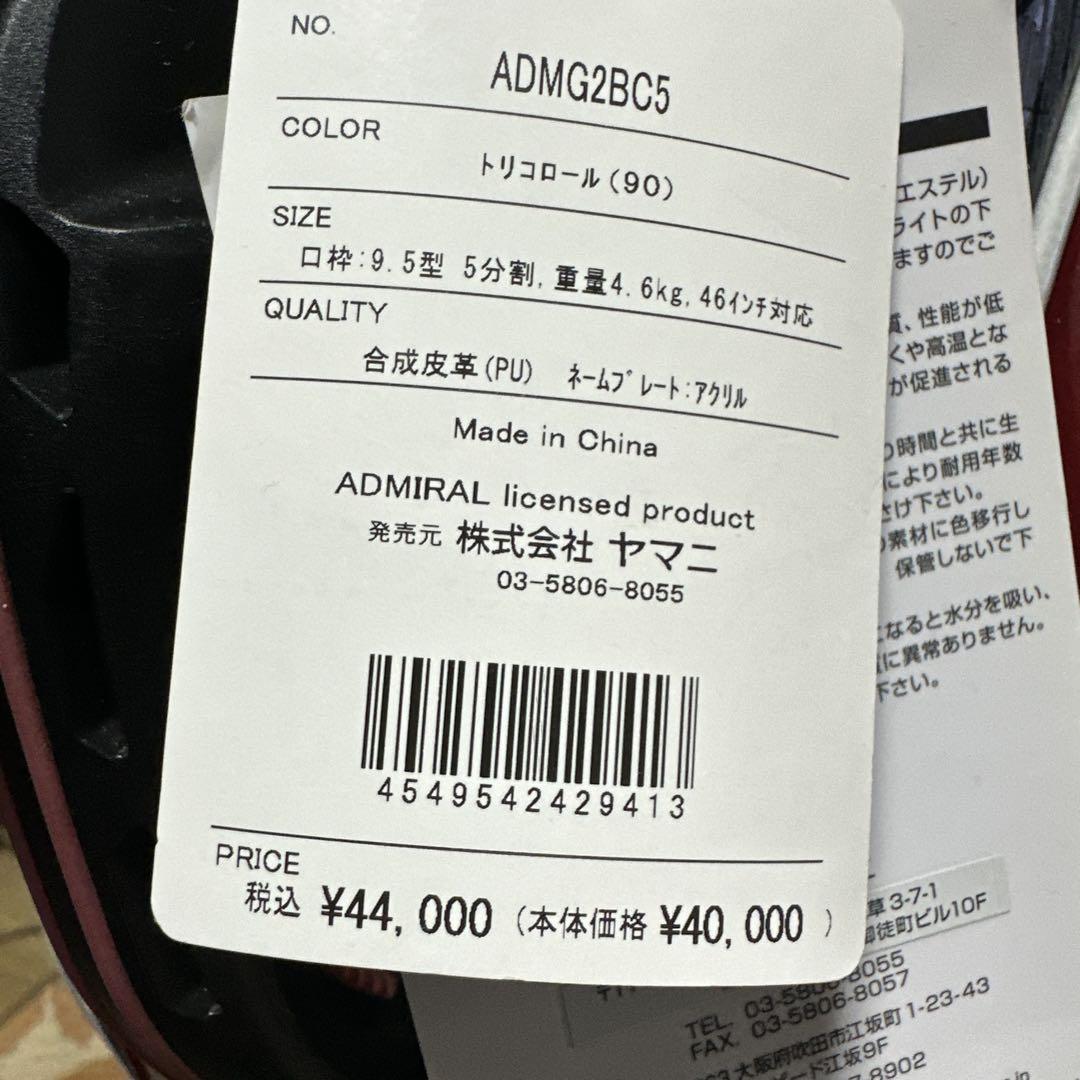 NO.
ADMG2BC5
COLOR
トリコロール(90)
SIZE
口枠:9.5型 5分割,重量4.6kg,46インチ対応
QUALITY
合成皮革(PU) ネームプレート:アクリル
Made in China
ADMIRAL licensed product
発売元 株式会社 ヤマニ
03-5806-8055
4549542429413
PRICE
税込 ¥44,000 (本体価格 ¥40,000 )
エステル)
ライトの下
ますのでご
質、性能が低
くや高温とな
が促進される
の時間と共に生
により耐用年数
さけ下さい。
の素材に色移行し
保管しないで下
になると水分を吸い、
に異常ありません。
下さい。
草3-7-1
御徒町ビル10F
TEL. 03-5806-8055
FAX. 03-5806-8057
大阪府吹田市江坂町1-23-43
ード江坂9F
-8902